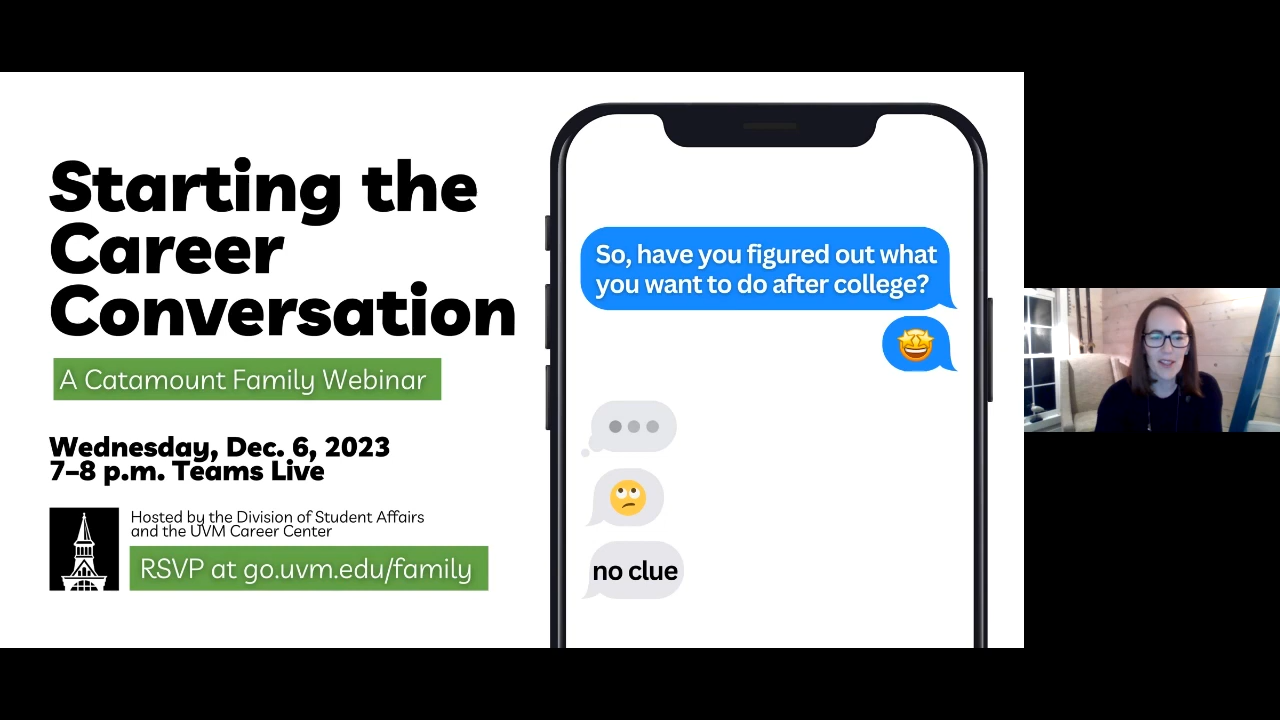 Starting the
Career
Conversation
A Catamount Family Webinar
Wednesday, Dec. 6, 2023
7–8 p.m. Teams Live
Hosted by the Division of Student Affairs
and the UVM Career Center
RSVP at go.uvm.edu/family
So, have you figured out what
you want to do after college?
no clue